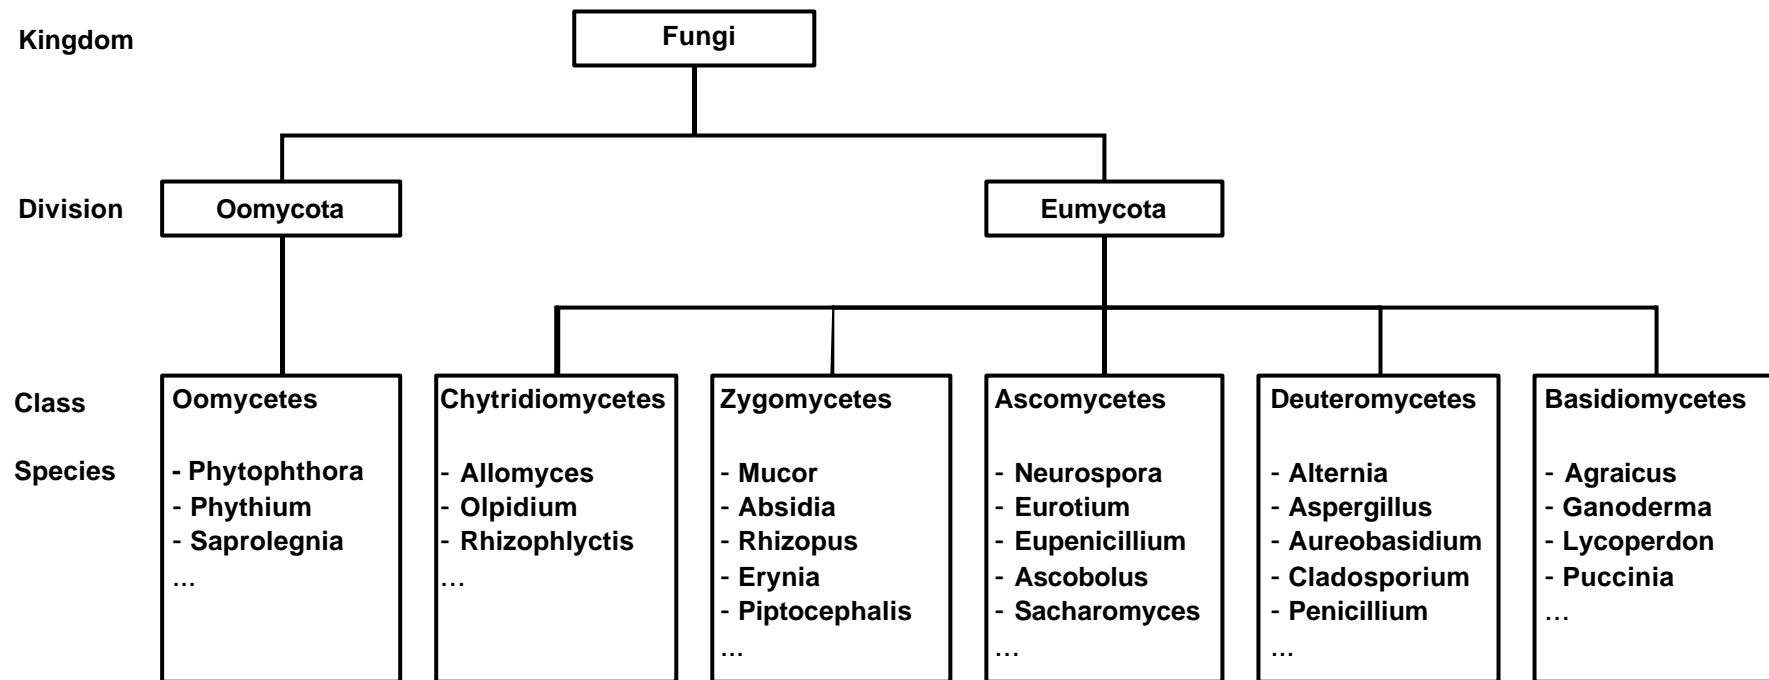 Kingdom
Fungi
Division
Oomycota
Eumycota
Class
Species
Oomycetes
- Phytophthora
- Phythium
- Saprolegnia
...
Chytridiomycetes
- Allomyces
- Olpidium
- Rhizophlyctis
...
Zygomycetes
- Mucor
- Absidia
- Rhizopus
- Erynia
- Piptocephalis
...
Ascomycetes
- Neurospora
- Eurotium
- Eupenicillium
- Ascobolus
- Sacharomyces
...
Deuteromycetes
- Alternia
- Aspergillus
- Aureobasidium
- Cladosporium
- Penicillium
...
Basidiomycetes
- Agraicus
- Ganoderma
- Lycoperdon
- Puccinia
...